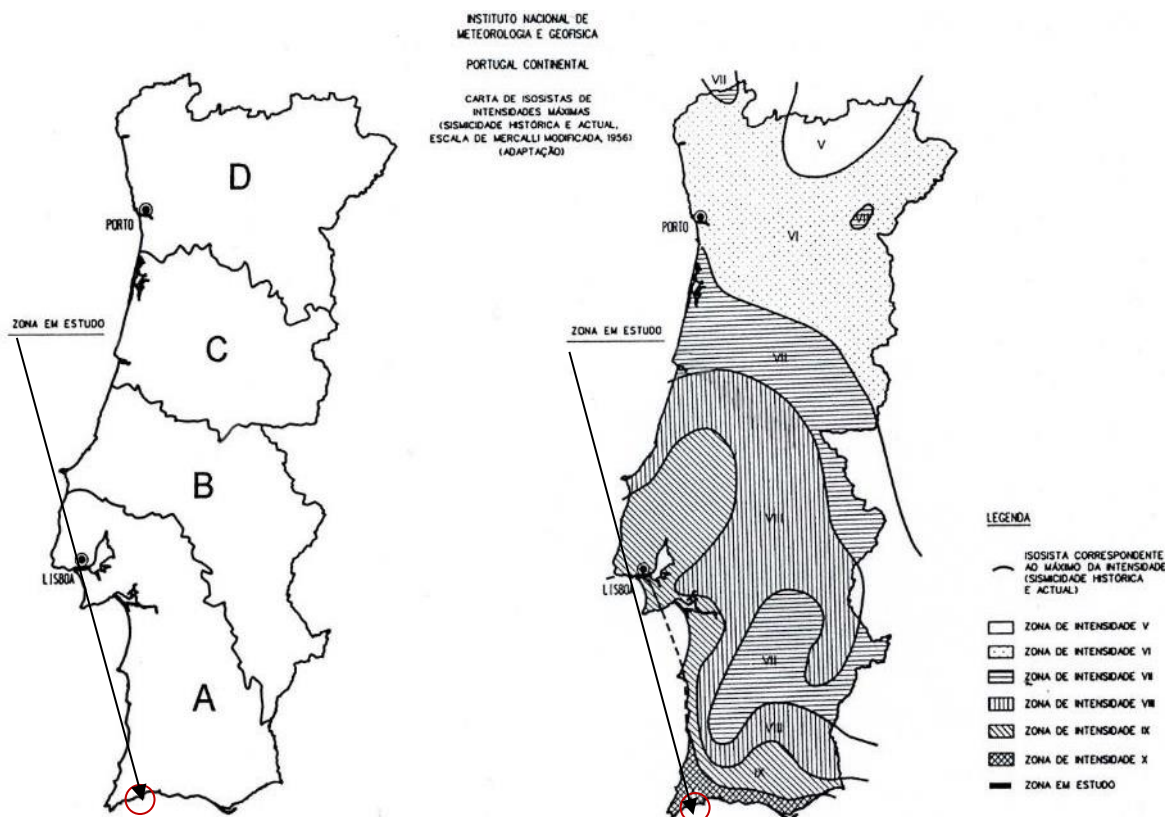 INSTITUTO NACIONAL DE
METEOROLOGIA E GEOFISICA
PORTUGAL CONTINENTAL
CARTA DE ISOSISTAS DE
INTENSIDADES MÁXIMAS
(SISMICIDADE HISTÓRICA E ACTUAL,
ESCALA DE MERCALLI MODIFICADA, 1956)
(ADAPTAÇÃO)
D
PORTO
ZONA EM ESTUDO
C
B
LISBOA
A
VII
V
PORTO
VI
VII
ZONA EM ESTUDO
VII
VIII
LISBOA
VII
VIII
IX
LEGENDA
ISOSISTA CORRESPONDENTE
AO MÁXIMO DA INTENSIDADE
(SISMICIDADE HISTÓRICA
E ACTUAL)
ZONA DE INTENSIDADE V
ZONA DE INTENSIDADE VI
ZONA DE INTENSIDADE VII
ZONA DE INTENSIDADE VIII
ZONA DE INTENSIDADE IX
ZONA DE INTENSIDADE X
ZONA EM ESTUDO